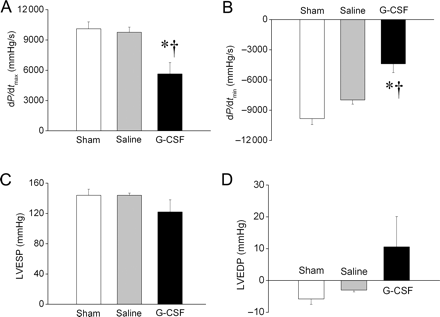 A
dP/dtmax (mmHg/s)
12000
9000
6000
3000
0
*†
Sham Saline G-CSF
B
dP/dtmin (mmHg/s)
Sham Saline G-CSF
0
−3000
−6000
−9000
−12000
*†
C
LVESP (mmHg)
160
120
80
40
0
Sham Saline G-CSF
D
LVEDP (mmHg)
30
20
10
0
−10
Sham Saline
G-CSF